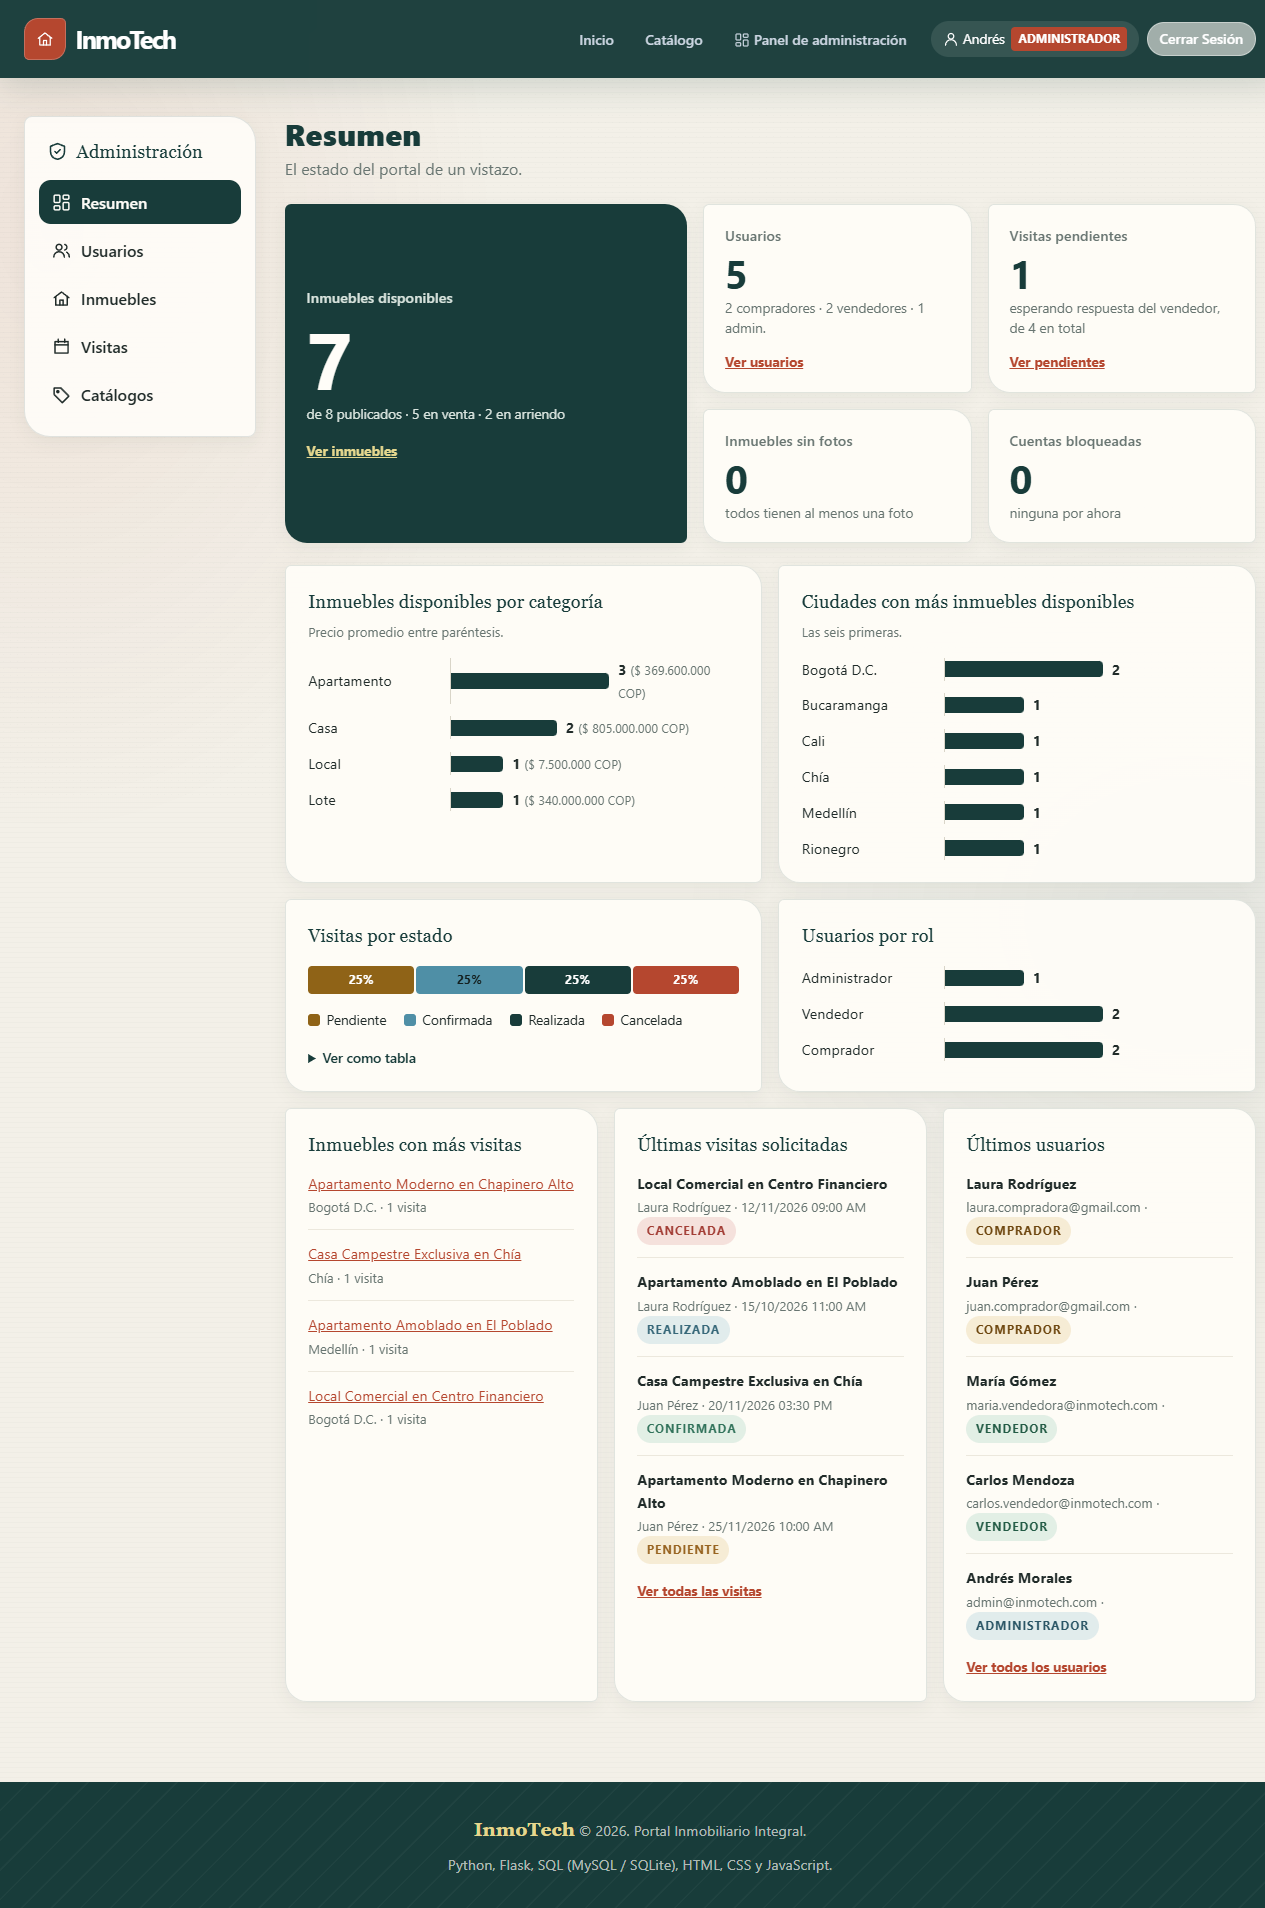 InmoTech
Inicio
Catálogo
Panel de administración
Andrés ADMINISTRADOR
Cerrar Sesión
Administración
Resumen
Usuarios
Inmuebles
Visitas
Catálogos
Resumen
El estado del portal de un vistazo.
Inmuebles disponibles
7
de 8 publicados · 5 en venta · 2 en arriendo
Ver inmuebles
Usuarios
5
2 compradores · 2 vendedores · 1
admin.
Ver usuarios
Visitas pendientes
1
esperando respuesta del vendedor,
de 4 en total
Ver pendientes
Inmuebles sin fotos
0
todos tienen al menos una foto
Cuentas bloqueadas
0
ninguna por ahora
Inmuebles disponibles por categoría
Precio promedio entre paréntesis.
Apartamento 3 ($ 369.600.000
COP)
Casa 2 ($ 805.000.000 COP)
Local 1 ($ 7.500.000 COP)
Lote 1 ($ 340.000.000 COP)
Ciudades con más inmuebles disponibles
Las seis primeras.
Bogotá D.C. 2
Bucaramanga 1
Cali 1
Chía 1
Medellín 1
Rionegro 1
Visitas por estado
25% 25% 25% 25%
Pendiente Confirmada Realizada Cancelada
Ver como tabla
Usuarios por rol
Administrador 1
Vendedor 2
Comprador 2
Inmuebles con más visitas
Apartamento Moderno en Chapinero Alto
Bogotá D.C. · 1 visita
Casa Campestre Exclusiva en Chía
Chía · 1 visita
Apartamento Amoblado en El Poblado
Medellín · 1 visita
Local Comercial en Centro Financiero
Bogotá D.C. · 1 visita
Últimas visitas solicitadas
Local Comercial en Centro Financiero
Laura Rodríguez · 12/11/2026 09:00 AM
CANCELADA
Apartamento Amoblado en El Poblado
Laura Rodríguez · 15/10/2026 11:00 AM
REALIZADA
Casa Campestre Exclusiva en Chía
Juan Pérez · 20/11/2026 03:30 PM
CONFIRMADA
Apartamento Moderno en Chapinero
Alto
Juan Pérez · 25/11/2026 10:00 AM
PENDIENTE
Ver todas las visitas
Últimos usuarios
Laura Rodríguez
laura.compradora@gmail.com ·
COMPRADOR
Juan Pérez
juan.comprador@gmail.com ·
COMPRADOR
María Gómez
maria.vendedora@inmotech.com ·
VENDEDOR
Carlos Mendoza
carlos.vendedor@inmotech.com ·
VENDEDOR
Andrés Morales
admin@inmotech.com ·
ADMINISTRADOR
Ver todos los usuarios
InmoTech © 2026. Portal Inmobiliario Integral.
Python, Flask, SQL (MySQL / SQLite), HTML, CSS y JavaScript.